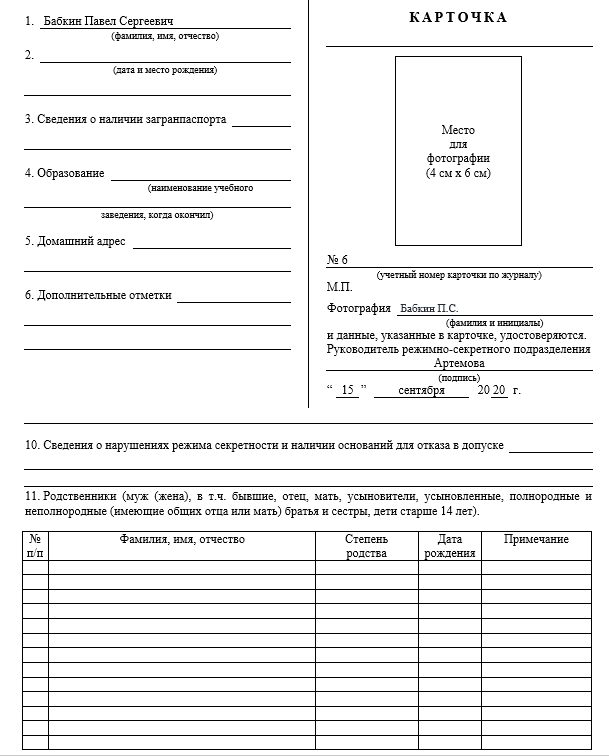 1. Бабкин Павел Сергеевич
(фамилия, имя, отчество)
2.
(дата и место рождения)
3. Сведения о наличии загранпаспорта
4. Образование
(наименование учебного
заведения, когда окончил)
5. Домашний адрес
6. Дополнительные отметки
КАРТОЧКА
Место
для
фотографии
(4 см х 6 см)
№ 6
(учетный номер карточки по журналу)
М.П.
Фотография Бабкин П.С.
(фамилия и инициалы)
и данные, указанные в карточке, удостоверяются.
Руководитель режимно-секретного подразделения
Артемова
(подпись)
“ 15 ” сентября 20 20 г.
10. Сведения о нарушениях режима секретности и наличии оснований для отказа в допуске
11. Родственники (муж (жена), в т.ч. бывшие, отец, мать, усыновители, усыновленные, полнородные и
неполнородные (имеющие общих отца или мать) братья и сестры, дети старше 14 лет).
№ п/п Фамилия, имя, отчество Степень родства Дата рождения Примечание